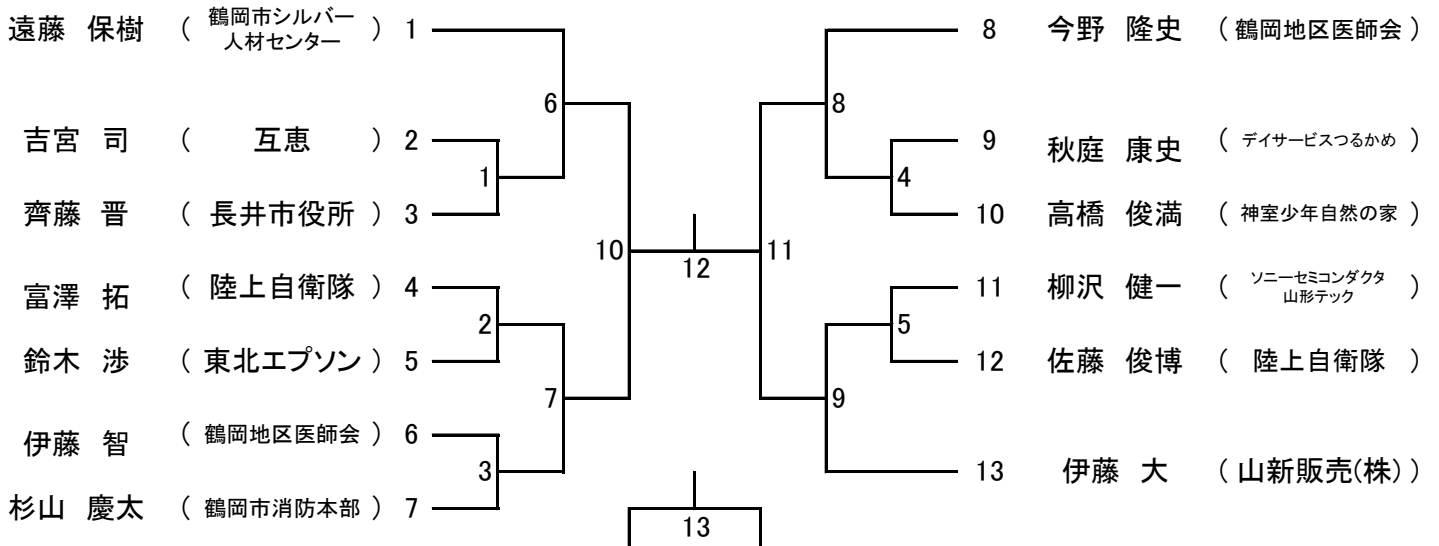 遠藤 保樹 ( 鶴岡市シルバー人材センター ) 1
吉宮 司 ( 互恵 ) 2
齊藤 晋 ( 長井市役所 ) 3
富澤 拓 ( 陸上自衛隊 ) 4
鈴木 渉 ( 東北エプソン ) 5
伊藤 智 ( 鶴岡地区医師会 ) 6
杉山 慶太 ( 鶴岡市消防本部 ) 7
6
1
10
2
7
3
12
13
8
4
11
5
9
8 今野 隆史 ( 鶴岡地区医師会 )
9 秋庭 康史 ( デイサービスつるかめ )
10 高橋 俊満 ( 神室少年自然の家 )
11 柳沢 健一 ( ソニーセミコンダクタ山形テック )
12 佐藤 俊博 ( 陸上自衛隊 )
13 伊藤 大 ( 山新販売(株) )